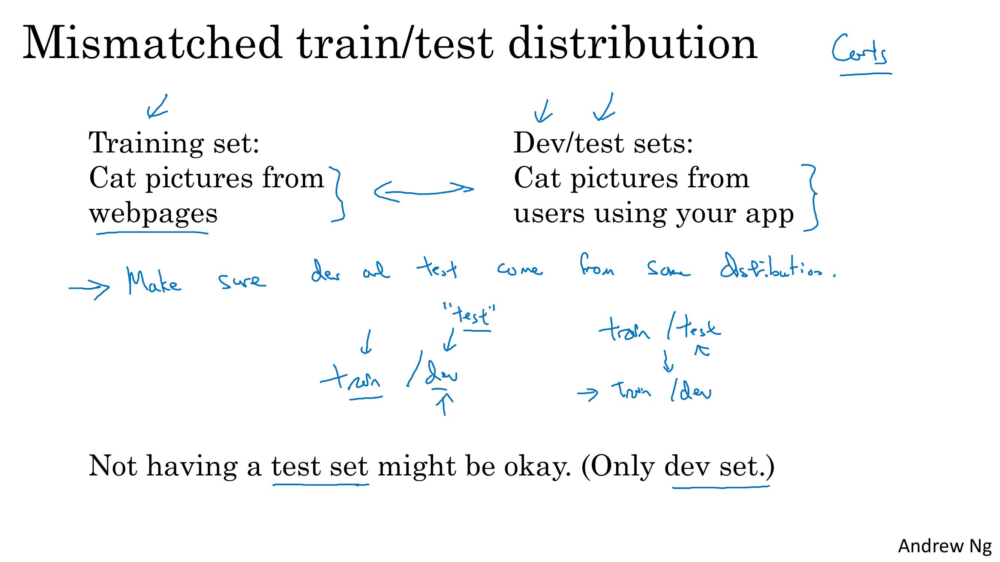 Mismatched train/test distribution
Cats
Training set:
Cat pictures from
webpages
Dev/test sets:
Cat pictures from
users using your app
Make sure dev and test come from same distribution.
"test"
train / dev
train / test
train / dev
Not having a test set might be okay. (Only dev set.)
Andrew Ng